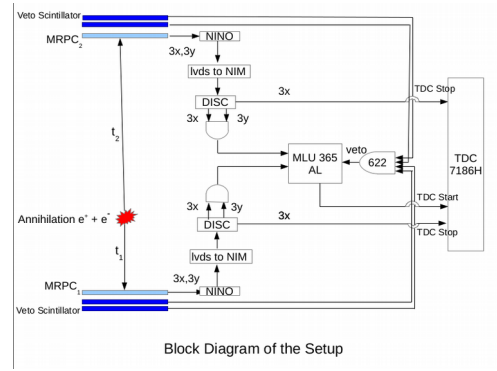 Veto Scintillator
MRPC2
NINO
3x,3y
lvds to NIM
DISC
3x
TDC Stop
3x
3y
t2
MLU 365
AL
veto
622
TDC
7186H
Annihilation e+ + e-
3x
3y
TDC Start
DISC
3x
TDC Stop
t1
lvds to NIM
3x,3y
MRPC1
NINO
Veto Scintillator
Block Diagram of the Setup